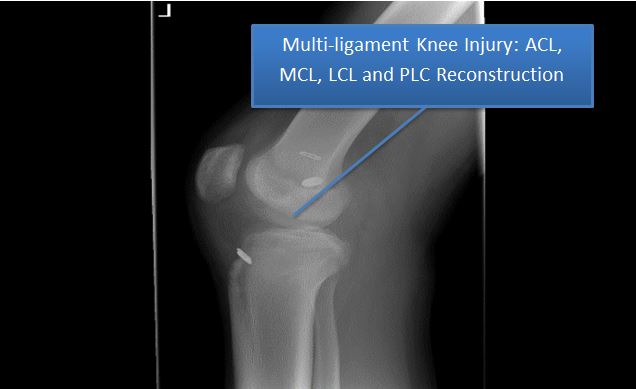 Multi-ligament Knee Injury: ACL,
MCL, LCL and PLC Reconstruction